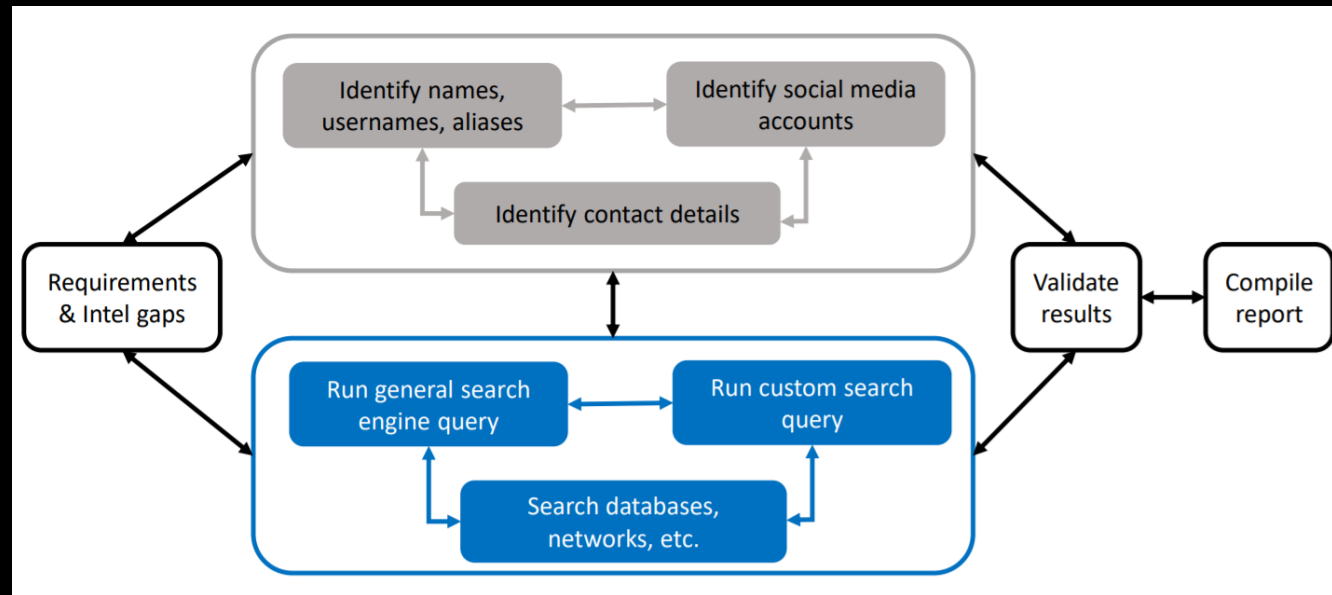 Identify names,
usernames, aliases
Identify social media
accounts
Identify contact details
Requirements
& Intel gaps
Validate
results
Compile
report
Run general search
engine query
Run custom search
query
Search databases,
networks, etc.